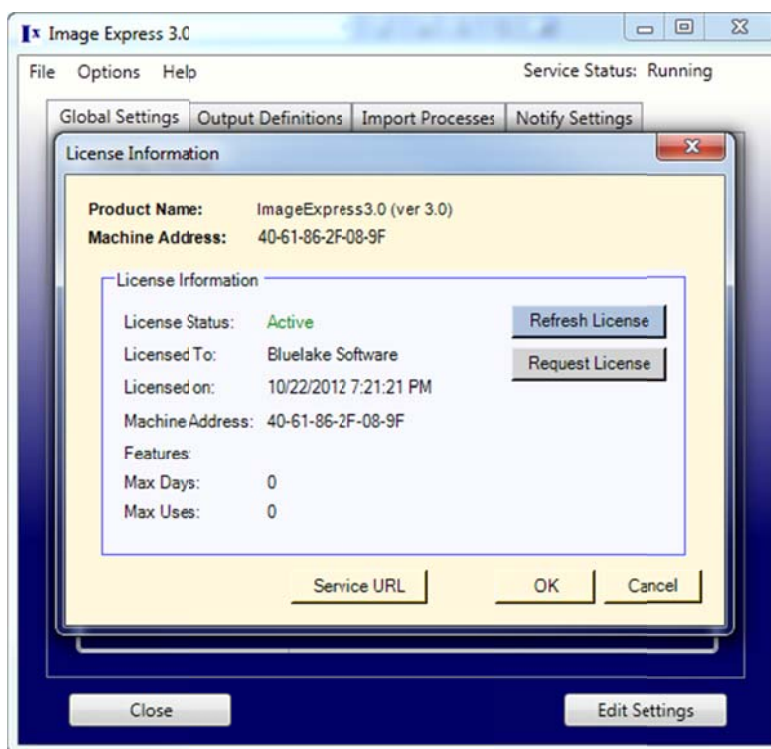 Ix Image Express 3.0
File Options Help Service Status: Running
Global Settings Output Definitions Import Processes Notify Settings
License Information
Product Name: ImageExpress3.0 (ver 3.0)
Machine Address: 40-61-86-2F-08-9F
License Information
License Status: Active Refresh License
Licensed To: Bluelake Software Request License
Licensed on: 10/22/2012 7:21:21 PM
Machine Address: 40-61-86-2F-08-9F
Features:
Max Days: 0
Max Uses: 0
Service URL OK Cancel
Close Edit Settings